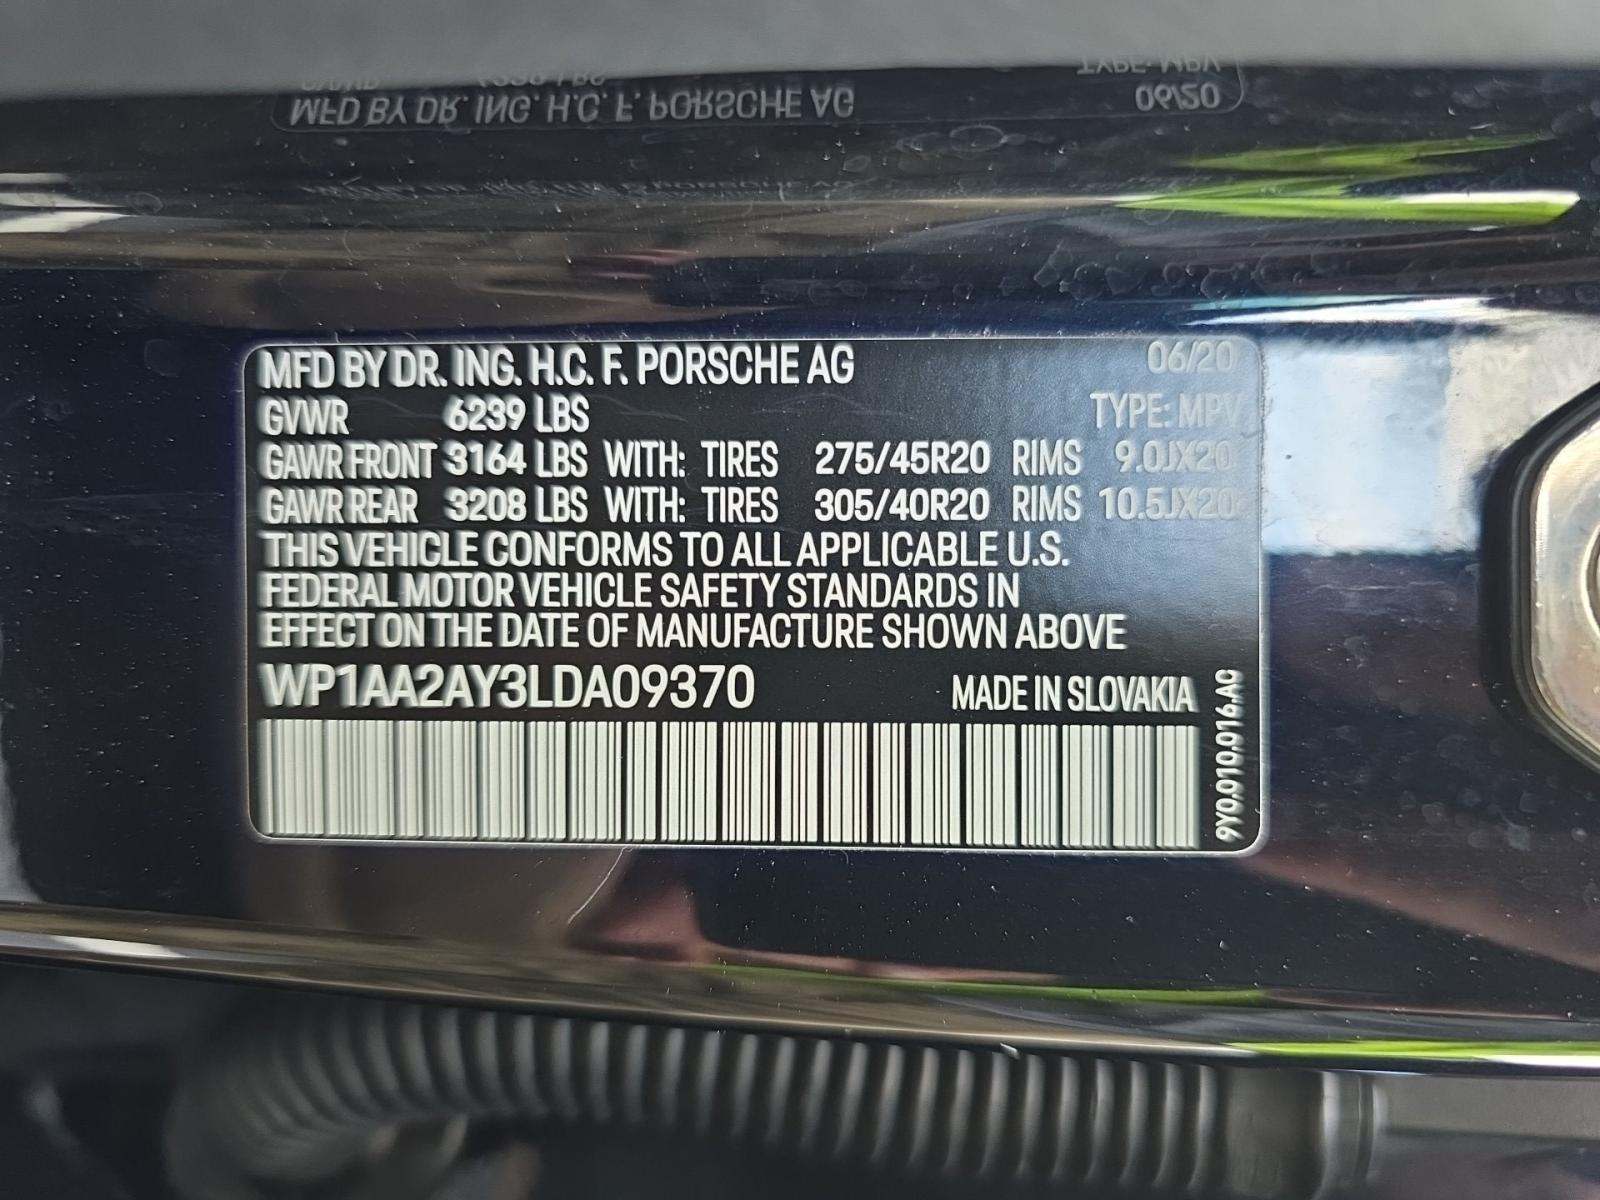 MFD BY DR. ING. H.C. F. PORSCHE AG 06/20
GVWR 6239 LBS TYPE: MPV
GAWR FRONT 3164 LBS WITH: TIRES 275/45R20 RIMS 9.0JX20
GAWR REAR 3208 LBS WITH: TIRES 305/40R20 RIMS 10.5JX20
THIS VEHICLE CONFORMS TO ALL APPLICABLE U.S.
FEDERAL MOTOR VEHICLE SAFETY STANDARDS IN
EFFECT ON THE DATE OF MANUFACTURE SHOWN ABOVE
WP1AA2AY3LDA09370 MADE IN SLOVAKIA
9Y0.010.016.AQ